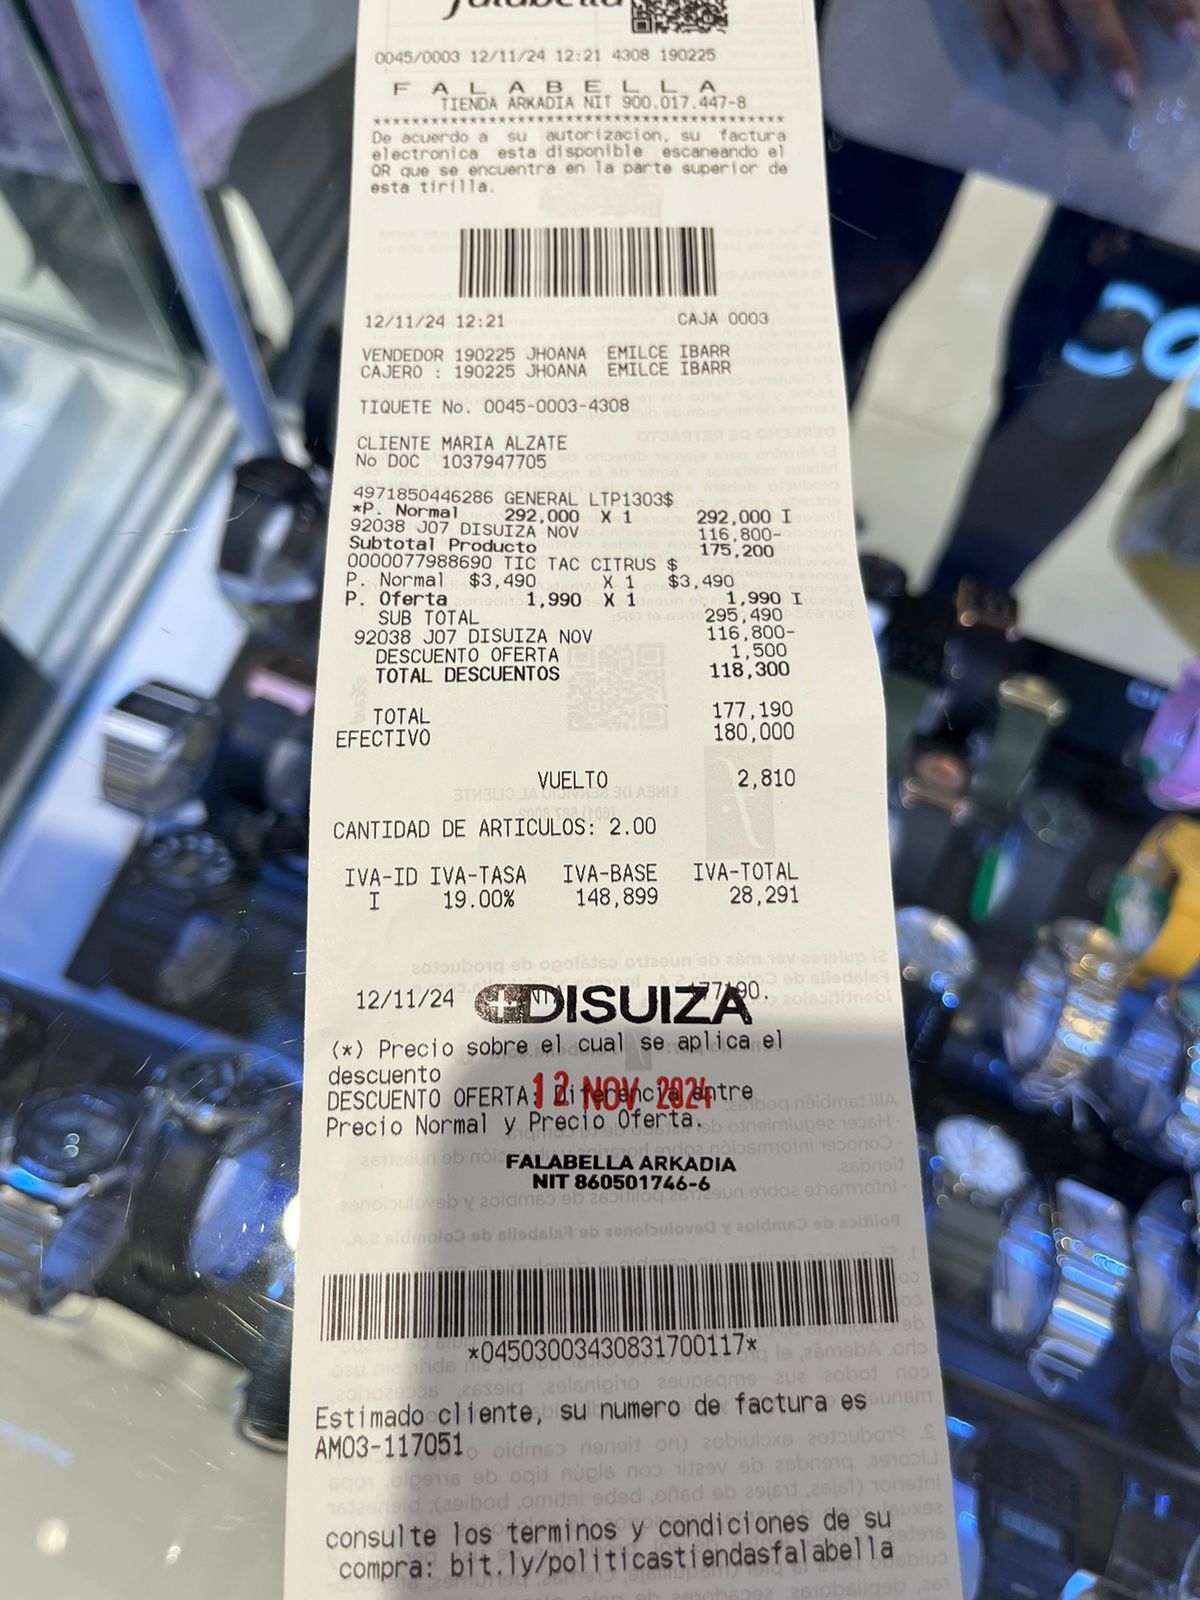 falabella
0045/0003 12/11/24 12:21 4308 190225
F A L A B E L L A
TIENDA ARKADIA NIT 900.017.447-8
De acuerdo a su autorizacion, su factura
electronica esta disponible escaneando el
QR que se encuentra en la parte superior de
esta tirilla.
12/11/24 12:21 CAJA 0003
VENDEDOR 190225 JHOANA EMILCE IBARR
CAJERO : 190225 JHOANA EMILCE IBARR
TIQUETE No. 0045-0003-4308
CLIENTE MARIA ALZATE
No DOC 1037947705
4971850446286 GENERAL LTP1303$
*P. Normal 292,000 X 1 292,000 I
92038 J07 DISUIZA NOV 116,800-
Subtotal Producto 175,200
0000077988690 TIC TAC CITRUS $
P. Normal $3,490 X 1 $3,490
P. Oferta 1,990 X 1 1,990 I
SUB TOTAL 295,490
92038 J07 DISUIZA NOV 116,800-
DESCUENTO OFERTA 1,500
TOTAL DESCUENTOS 118,300
TOTAL 177,190
EFECTIVO 180,000
VUELTO 2,810
CANTIDAD DE ARTICULOS: 2.00
IVA-ID IVA-TASA IVA-BASE IVA-TOTAL
I 19.00% 148,899 28,291
12/11/24 DISUIZA 177190.
(*) Precio sobre el cual se aplica el
descuento
12 NOV 2024
DESCUENTO OFERTA: Diferencia entre
Precio Normal y Precio Oferta.
FALABELLA ARKADIA
NIT 860501746-6
*04503003430831700117*
Estimado cliente, su numero de factura es
AM03-117051
consulte los terminos y condiciones de su
compra: bit.ly/politicastiendasfalabella